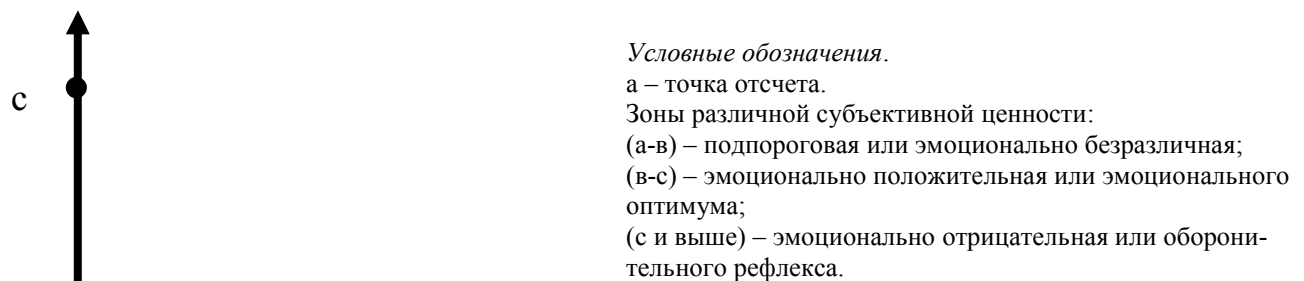 с
Условные обозначения.
а – точка отсчета.
Зоны различной субъективной ценности:
(а-в) – подпороговая или эмоционально безразличная;
(в-с) – эмоционально положительная или эмоционального
оптимума;
(с и выше) – эмоционально отрицательная или оборони-
тельного рефлекса.